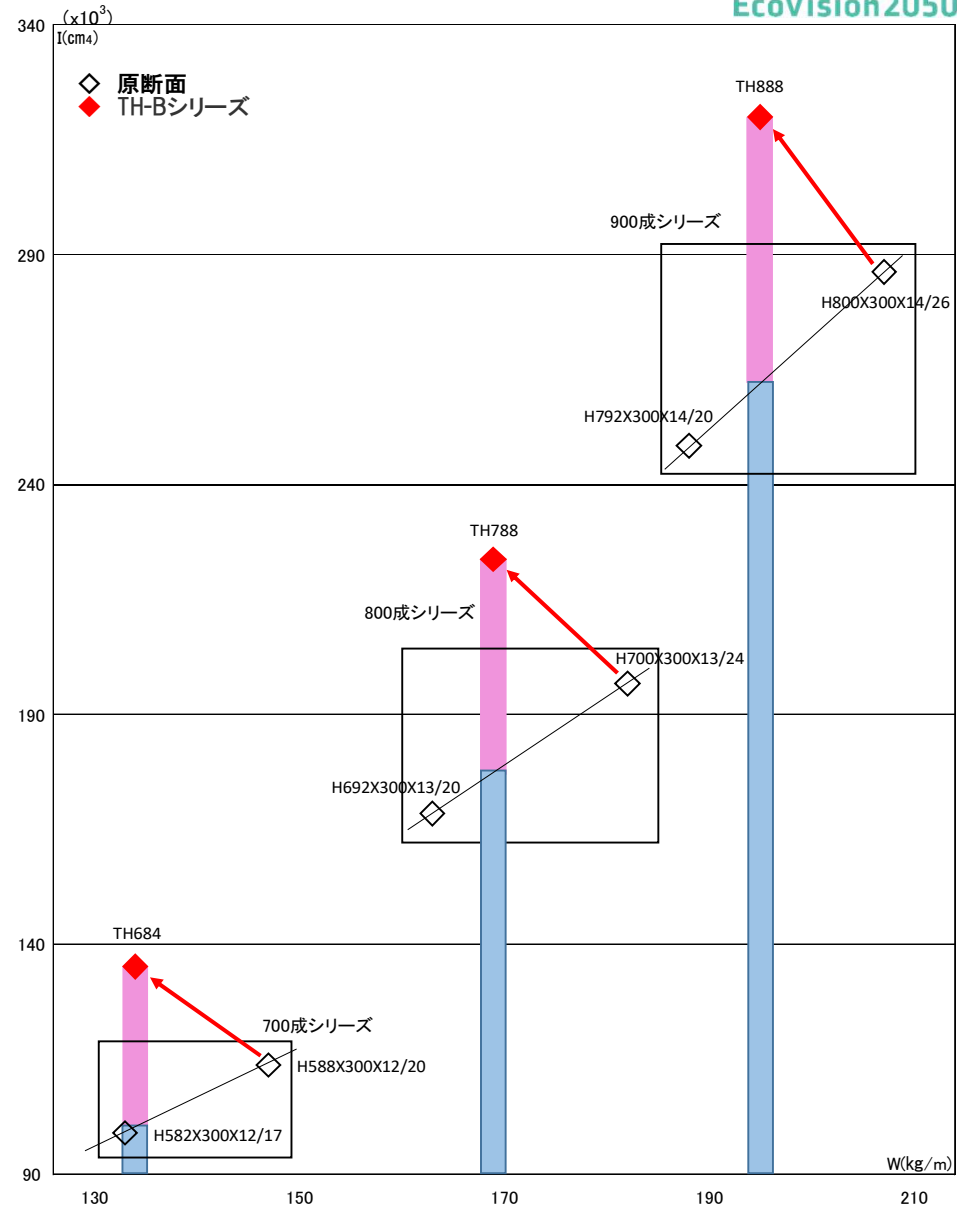 EcoVision2050
(x10³)
340
I(cm4)
原断面
TH-Bシリーズ
TH888
900成シリーズ
290
H800X300X14/26
H792X300X14/20
240
TH788
800成シリーズ
H700X300X13/24
190
H692X300X13/20
140
TH684
700成シリーズ
H588X300X12/20
H582X300X12/17
90
W(kg/m)
130 150 170 190 210